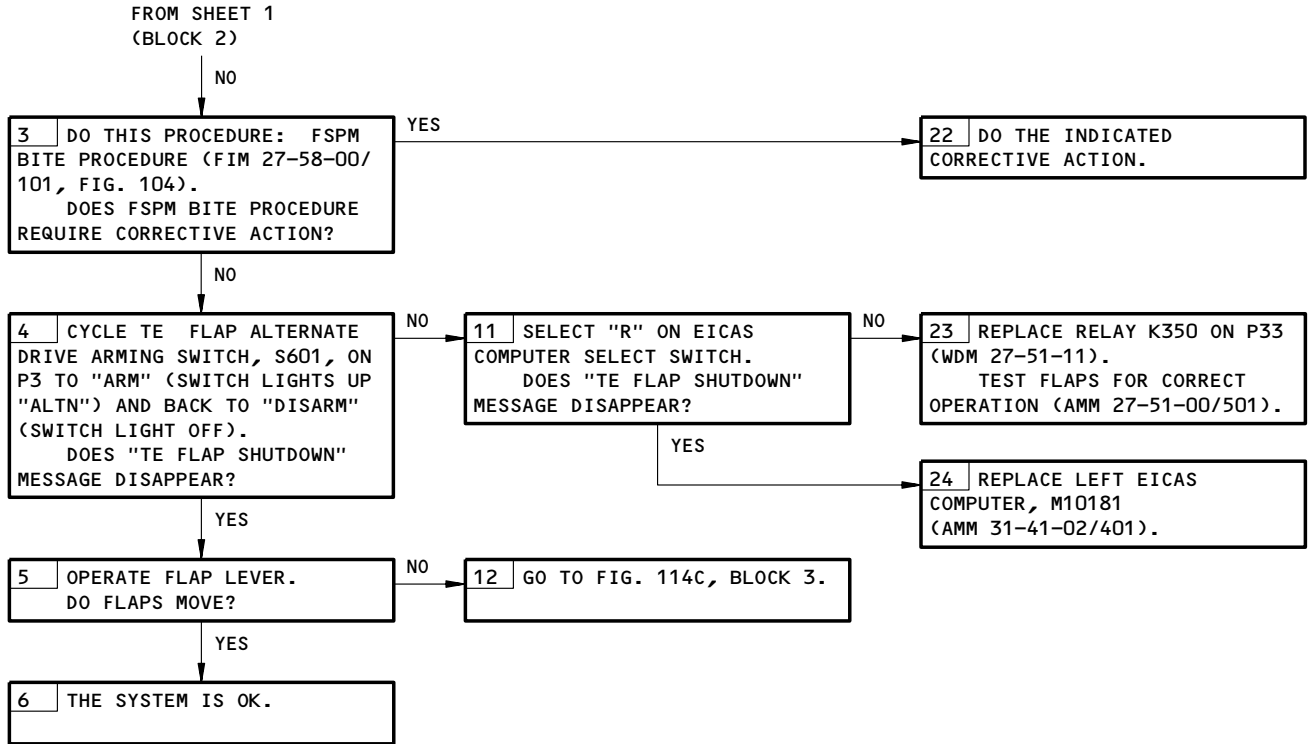 FROM SHEET 1
(BLOCK 2)
NO
3 DO THIS PROCEDURE: FSPM
BITE PROCEDURE (FIM 27-58-00/
101, FIG. 104).
DOES FSPM BITE PROCEDURE
REQUIRE CORRECTIVE ACTION?
YES
22 DO THE INDICATED
CORRECTIVE ACTION.
NO
4 CYCLE TE FLAP ALTERNATE
DRIVE ARMING SWITCH, S601, ON
P3 TO "ARM" (SWITCH LIGHTS UP
"ALTN") AND BACK TO "DISARM"
(SWITCH LIGHT OFF).
DOES "TE FLAP SHUTDOWN"
MESSAGE DISAPPEAR?
NO
11 SELECT "R" ON EICAS
COMPUTER SELECT SWITCH.
DOES "TE FLAP SHUTDOWN"
MESSAGE DISAPPEAR?
NO
23 REPLACE RELAY K350 ON P33
(WDM 27-51-11).
TEST FLAPS FOR CORRECT
OPERATION (AMM 27-51-00/501).
YES
24 REPLACE LEFT EICAS
COMPUTER, M10181
(AMM 31-41-02/401).
YES
5 OPERATE FLAP LEVER.
DO FLAPS MOVE?
NO
12 GO TO FIG. 114C, BLOCK 3.
YES
6 THE SYSTEM IS OK.